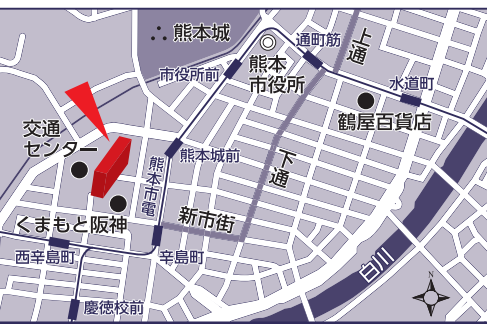 熊本城
通町筋
上通
市役所前
熊本
市役所
水道町
鶴屋百貨店
交通
センター
熊本城前
下通
熊本市電
新市街
くまもと阪神
西辛島町
辛島町
白川
慶徳校前
N